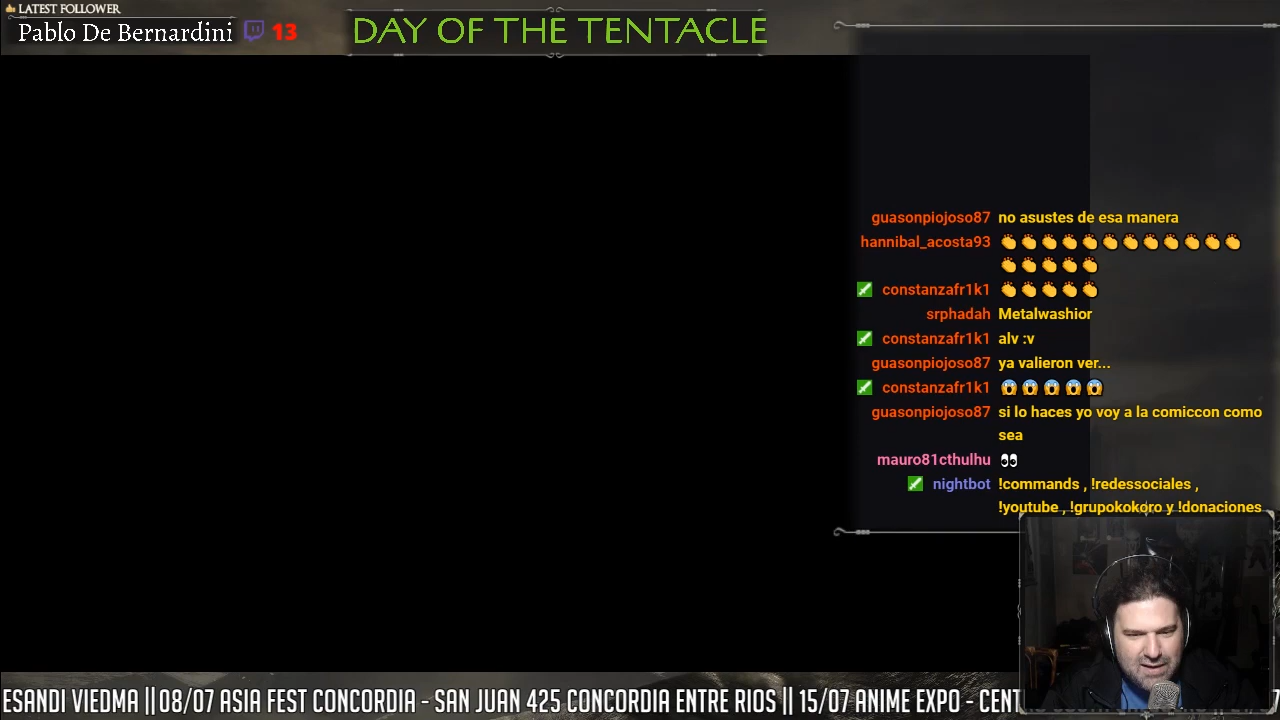 LATEST FOLLOWER
Pablo De Bernardini 13
DAY OF THE TENTACLE
guasonpiojoso87 no asustes de esa manera
hannibal_acosta93 👏👏👏👏👏👏👏👏👏👏👏👏
👏👏👏👏👏
constanzafr1k1 👏👏👏👏👏
srphadah Metalwashior
constanzafr1k1 alv :v
guasonpiojoso87 ya valieron ver...
constanzafr1k1 😱😱😱😱😱
guasonpiojoso87 si lo haces yo voy a la comiccon como
sea
mauro81cthulhu 👀
nightbot !commands , !redessociales ,
!youtube , !grupokokoro y !donaciones
ESANDI VIEDMA || 08/07 ASIA FEST CONCORDIA - SAN JUAN 425 CONCORDIA ENTRE RIOS || 15/07 ANIME EXPO -